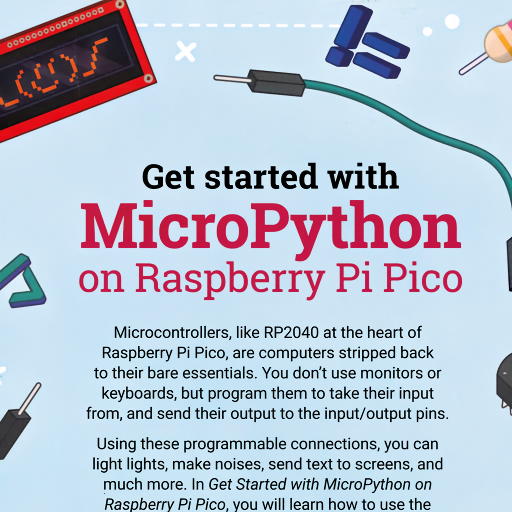 Get started with
MicroPython
on Raspberry Pi Pico
Microcontrollers, like RP2040 at the heart of
Raspberry Pi Pico, are computers stripped back
to their bare essentials. You don’t use monitors or
keyboards, but program them to take their input
from, and send their output to the input/output pins.
Using these programmable connections, you can
light lights, make noises, send text to screens, and
much more. In Get Started with MicroPython on
Raspberry Pi Pico, you will learn how to use the